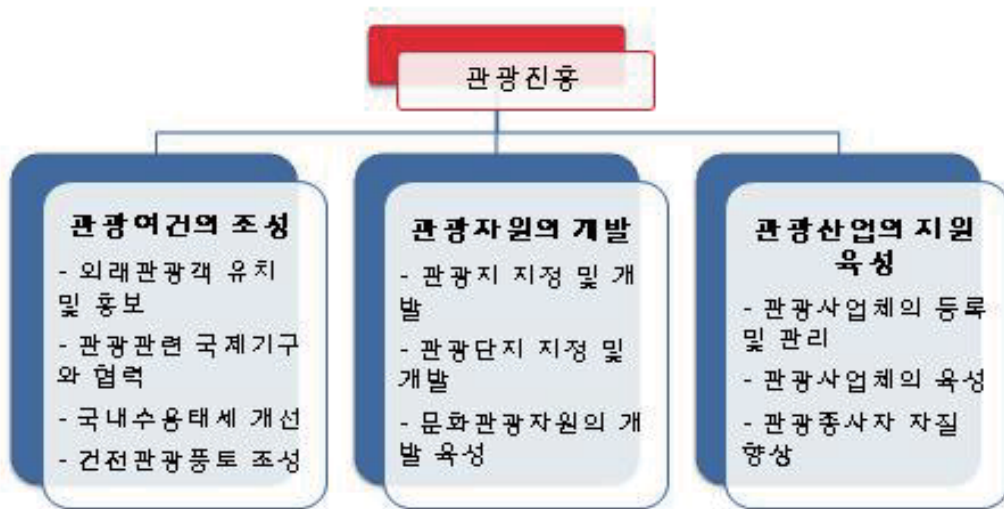 관광진흥
관광여건의 조성
- 외래관광객 유치
및 홍보
- 관광관련 국제기구
와 협력
- 국내수용태세 개선
- 건전관광풍토 조성
관광자원의 개발
- 관광지 지정 및 개
발
- 관광단지 지정 및
개발
- 문화관광자원의 개
발 육성
관광산업의 지원
육성
- 관광사업체의 등록
및 관리
- 관광사업체의 육성
- 관광종사자 자질
향상